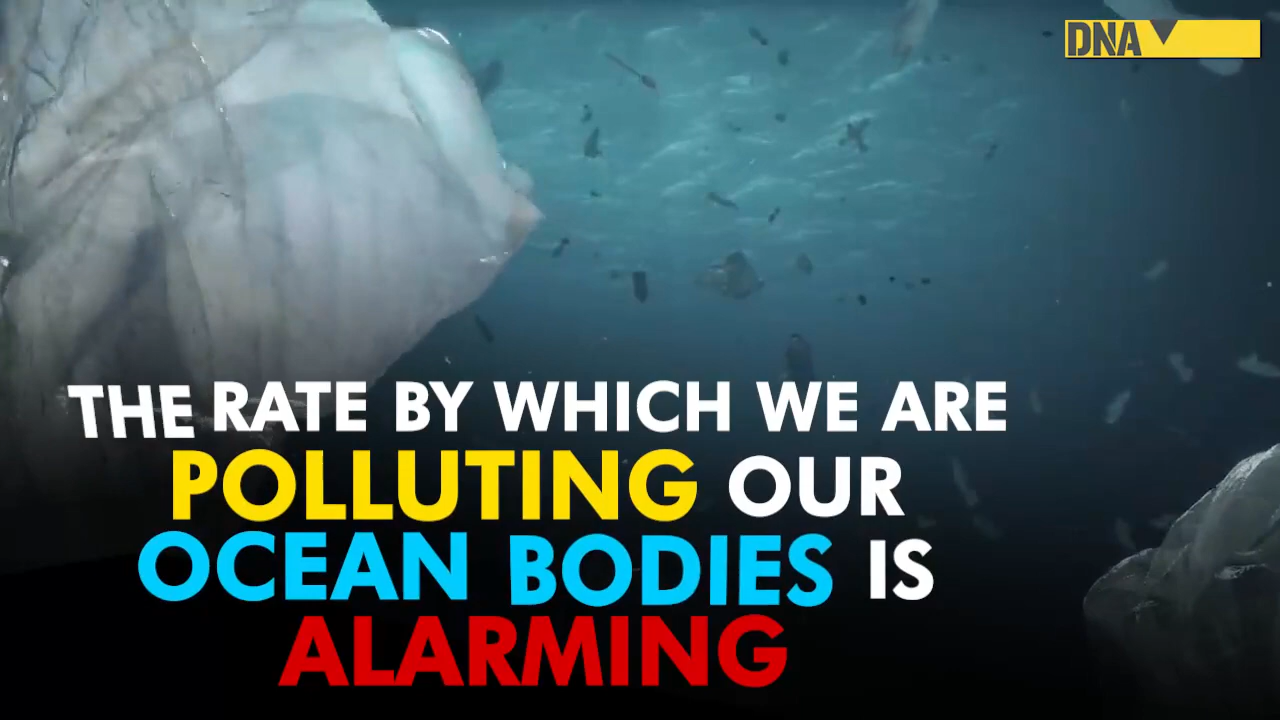 DNA
THE RATE BY WHICH WE ARE
POLLUTING OUR
OCEAN BODIES IS
ALARMING